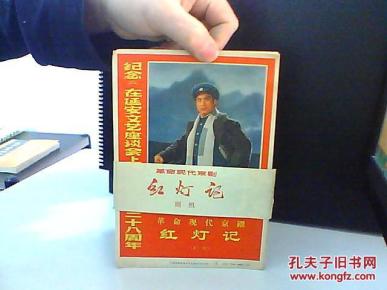 纪念《在延安文艺座谈会上
二十八周年
革命现代京剧
红灯记
革命现代京剧
红灯记
孔夫子旧书网